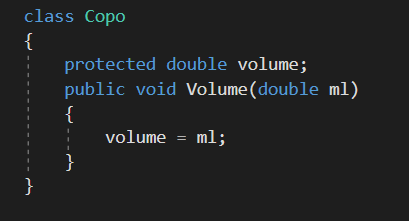 class Copo
{
    protected double volume;
    public void Volume(double ml)
    {
        volume = ml;
    }
}